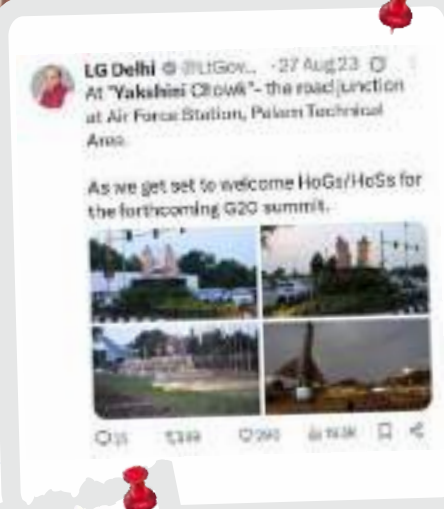 LG Delhi @LtGov... · 27 Aug 23
At "Yakshini Chowk"- the road junction
at Air Force Station, Palam Technical
Area.
As we get set to welcome HoGs/HoSs for
the forthcoming G20 summit.